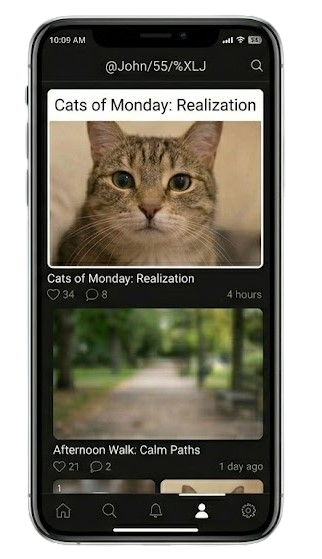 10:09 AM
@John/55/%XLJ
Cats of Monday: Realization
Cats of Monday: Realization
34 8 4 hours
Afternoon Walk: Calm Paths
21 2 1 day ago
1